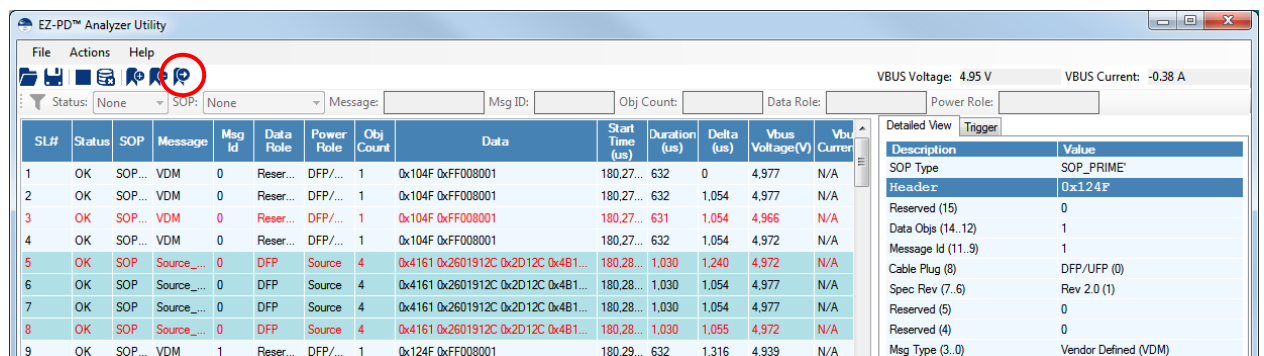 EZ-PD™ Analyzer Utility
File Actions Help
VBUS Voltage: 4.95 V VBUS Current: -0.38 A
Status: None SOP: None Message: Msg ID: Obj Count: Data Role: Power Role:
SL# Status SOP Message Msg Id Data Role Power Role Obj Count Data Start Time (us) Duration (us) Delta (us) Vbus Voltage(V) Vbu Curren
1 OK SOP... VDM 0 Reser... DFP/... 1 0x104F 0xFF008001 180,27... 632 0 4,977 N/A
2 OK SOP... VDM 0 Reser... DFP/... 1 0x104F 0xFF008001 180,27... 632 1,054 4,977 N/A
3 OK SOP... VDM 0 Reser... DFP/... 1 0x104F 0xFF008001 180,27... 631 1,054 4,966 N/A
4 OK SOP... VDM 0 Reser... DFP/... 1 0x104F 0xFF008001 180,27... 632 1,054 4,972 N/A
5 OK SOP Source_... 0 DFP Source 4 0x4161 0x2601912C 0x2D12C 0x4B1... 180,28... 1,030 1,240 4,972 N/A
6 OK SOP Source_... 0 DFP Source 4 0x4161 0x2601912C 0x2D12C 0x4B1... 180,28... 1,030 1,054 4,977 N/A
7 OK SOP Source_... 0 DFP Source 4 0x4161 0x2601912C 0x2D12C 0x4B1... 180,28... 1,030 1,054 4,977 N/A
8 OK SOP Source_... 0 DFP Source 4 0x4161 0x2601912C 0x2D12C 0x4B1... 180,28... 1,030 1,055 4,972 N/A
9 OK SOP... VDM 1 Reser... DFP/... 1 0x124F 0xFF008001 180,29... 632 1,316 4,939 N/A
Detailed View Trigger
Description Value
SOP Type SOP_PRIME'
Header 0x124F
Reserved (15) 0
Data Objs (14..12) 1
Message Id (11..9) 1
Cable Plug (8) DFP/UFP (0)
Spec Rev (7..6) Rev 2.0 (1)
Reserved (5) 0
Reserved (4) 0
Msg Type (3..0) Vendor Defined (VDM)